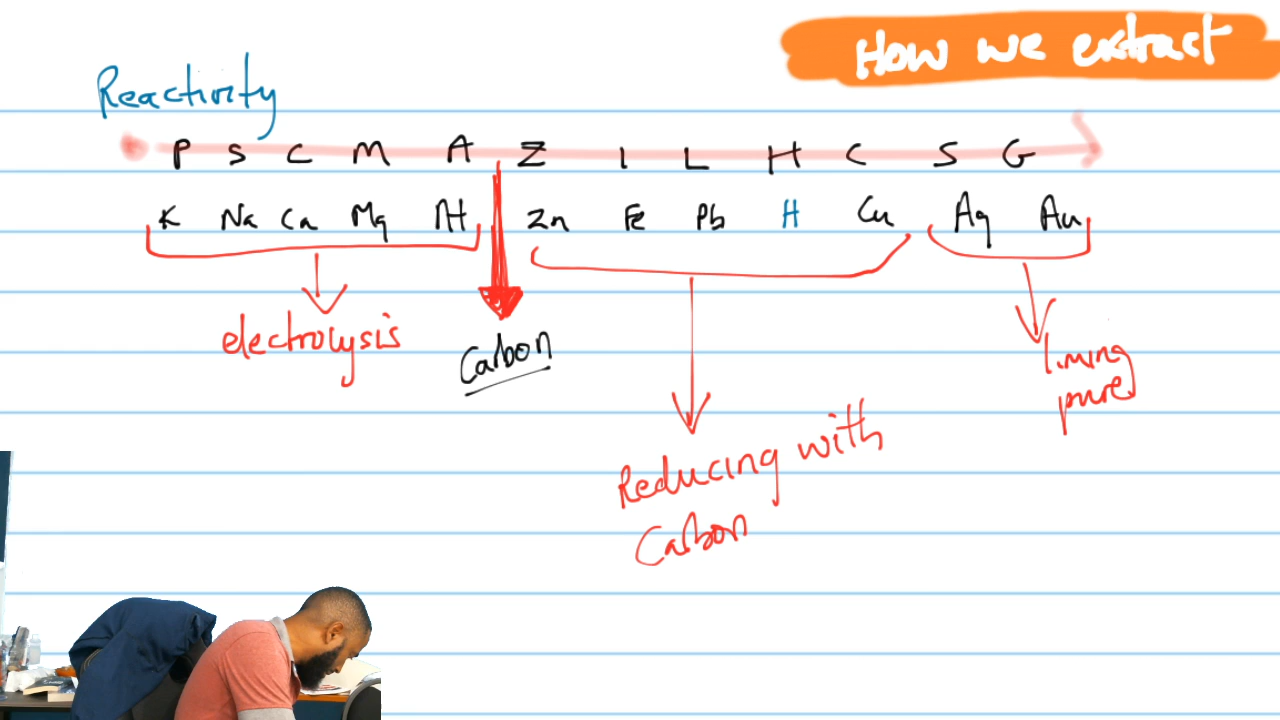 How we extract
Reactivity
P S C M A Z I L H C S G
K Na Ca Mg Al Zn Fe Pb H Cu Ag Au
electrolysis
Carbon
pure
Reducing with
Carbon